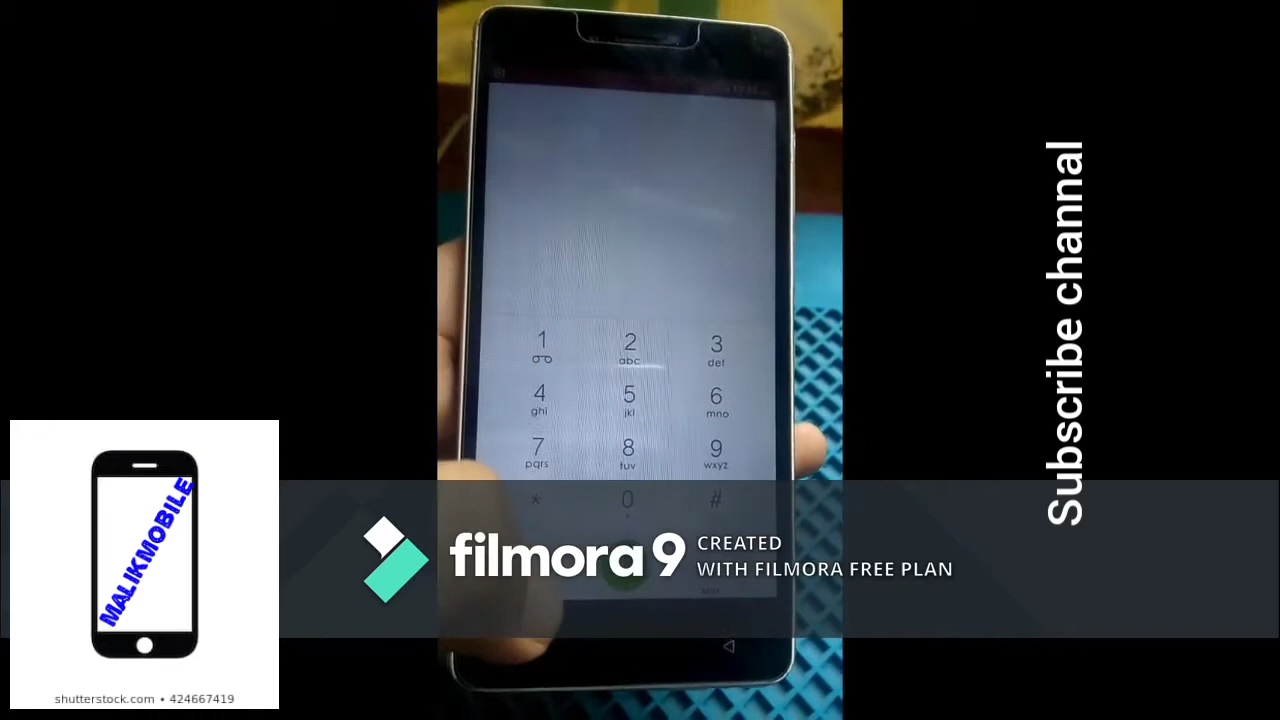 1
2
abc
3
def
4
ghi
5
jkl
6
mno
7
pqrs
8
tuv
9
wxyz
*
0
+
#
Subscribe channal
MALIKMOBILE
shutterstock.com • 424667419
filmora 9
CREATED
WITH FILMORA FREE PLAN